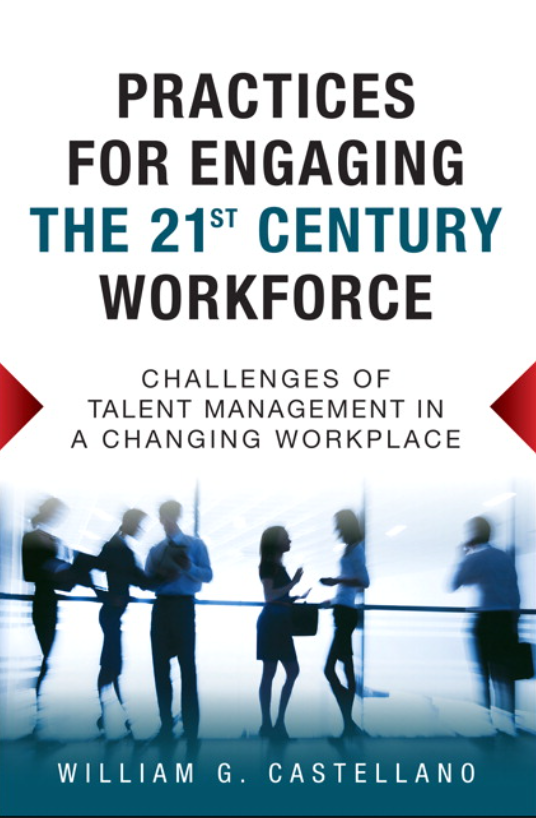 PRACTICES
FOR ENGAGING
THE 21ST CENTURY
WORKFORCE
CHALLENGES OF
TALENT MANAGEMENT IN
A CHANGING WORKPLACE
WILLIAM G. CASTELLANO